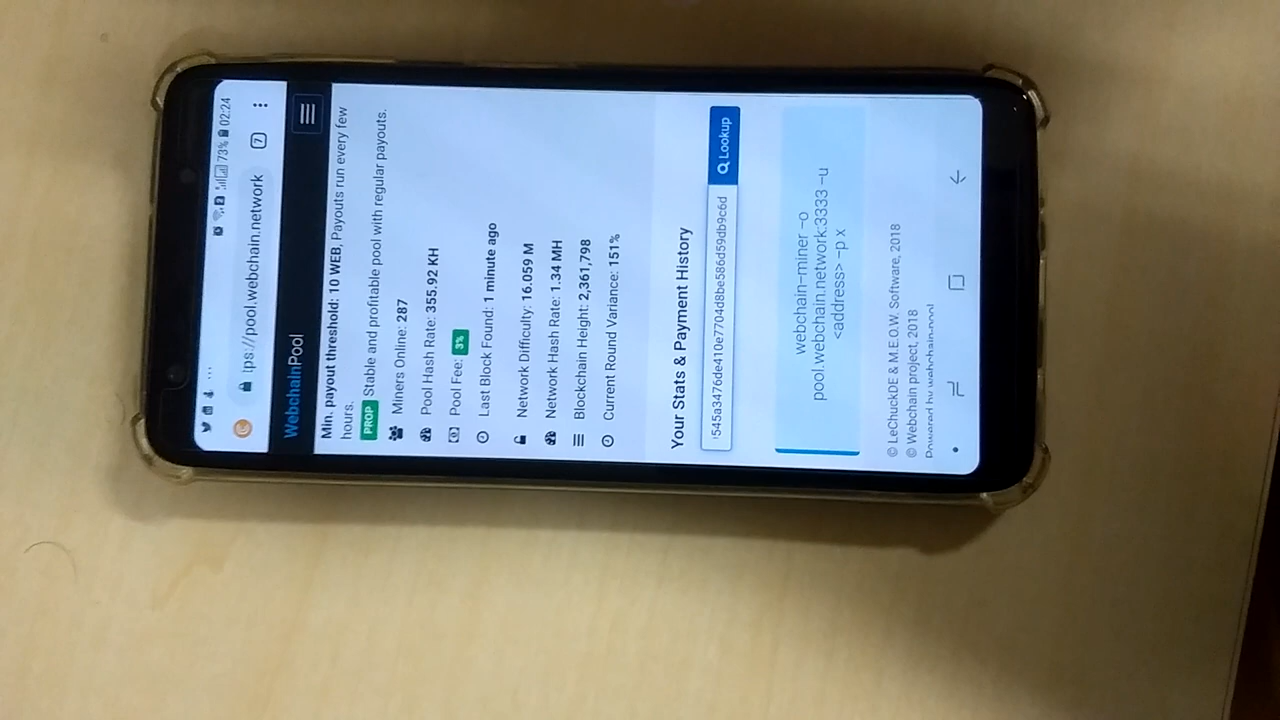 73% 02:24
tps://pool.webchain.network 7
WebchainPool
Min. payout threshold: 10 WEB, Payouts run every few
hours.
PROP Stable and profitable pool with regular payouts.
Miners Online: 287
Pool Hash Rate: 355.92 KH
Pool Fee: 3%
Last Block Found: 1 minute ago
Network Difficulty: 16.059 M
Network Hash Rate: 1.34 MH
Blockchain Height: 2,361,798
Current Round Variance: 151%
Your Stats & Payment History
545a3476de410e7704d8be586d59db9c6d Lookup
webchain-miner -o
pool.webchain.network:3333 -u
<address> -p x
© LeChuckDE & M.E.O.W. Software, 2018
© Webchain project, 2018
Powered by webchain-pool